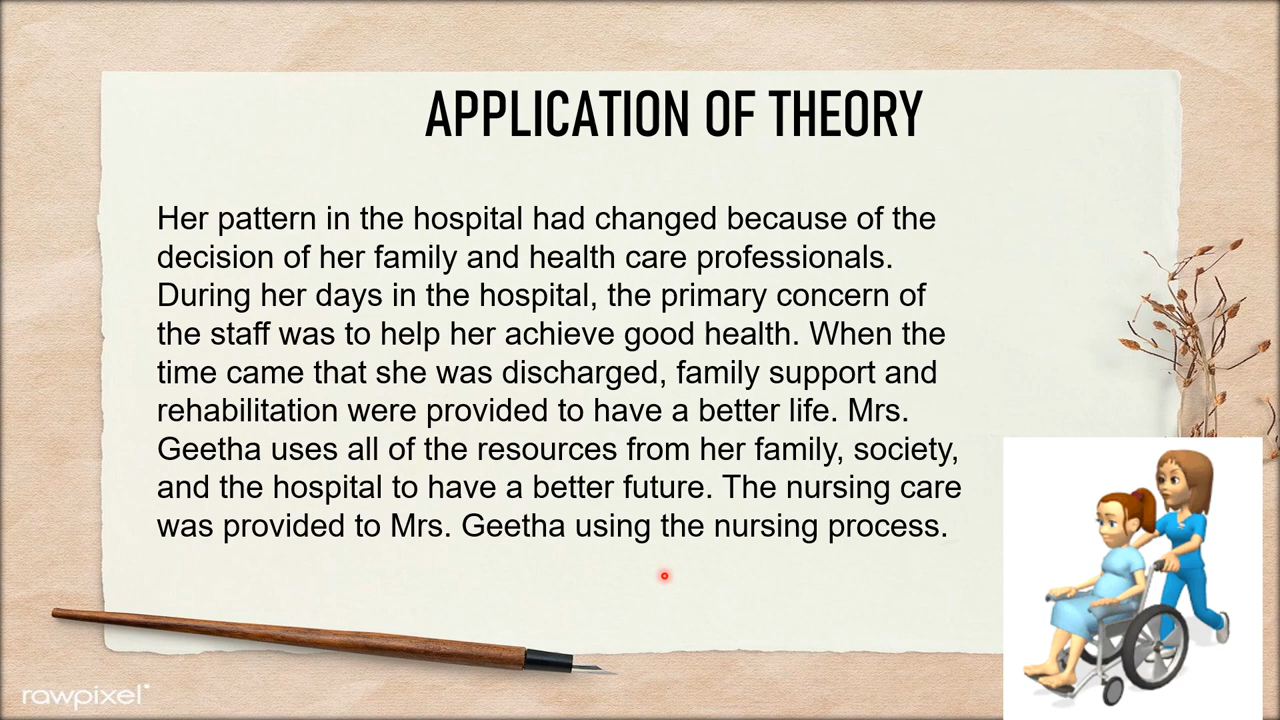 APPLICATION OF THEORY
Her pattern in the hospital had changed because of the
decision of her family and health care professionals.
During her days in the hospital, the primary concern of
the staff was to help her achieve good health. When the
time came that she was discharged, family support and
rehabilitation were provided to have a better life. Mrs.
Geetha uses all of the resources from her family, society,
and the hospital to have a better future. The nursing care
was provided to Mrs. Geetha using the nursing process.
rawpixel